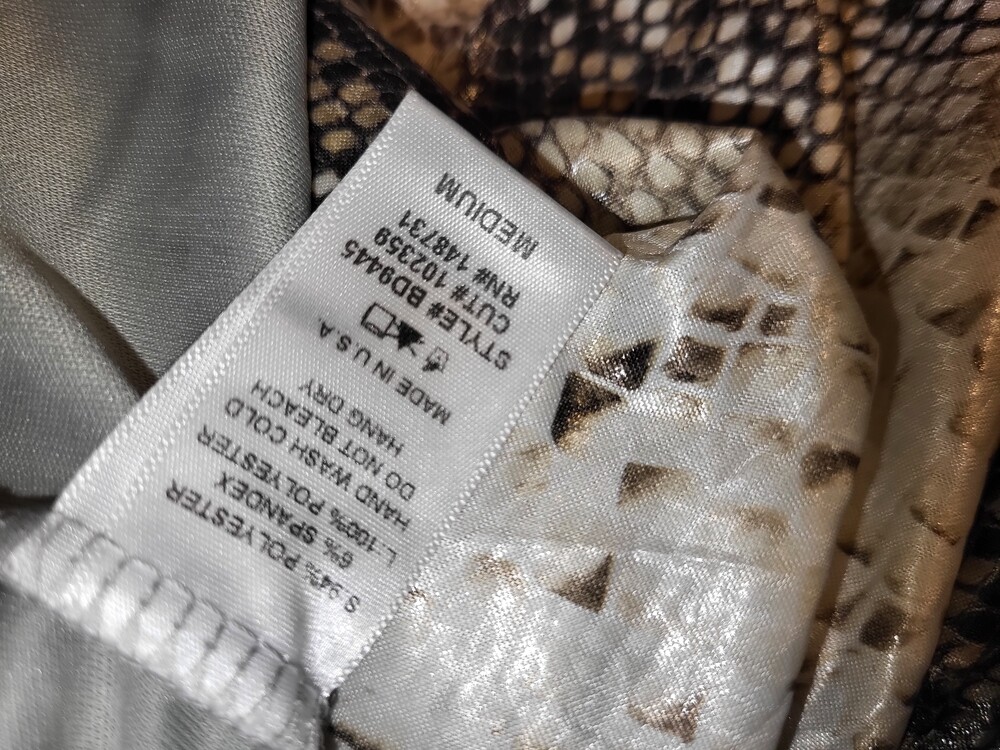 S 94% POLYESTER
6% SPANDEX
L 100% POLYESTER
HAND WASH COLD
DO NOT BLEACH
HANG DRY
MADE IN U.S.A.
STYLE# BD9445
CUT# 102359
RN# 148731
MEDIUM